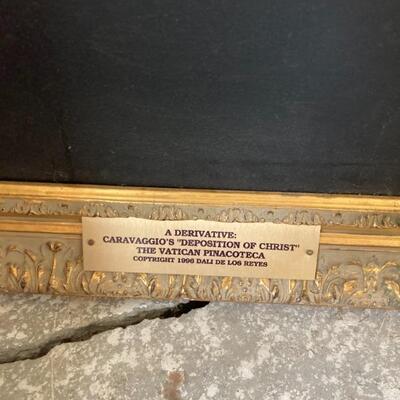 A DERIVATIVE:
CARAVAGGIO'S "DEPOSITION OF CHRIST"
THE VATICAN PINACOTECA
COPYRIGHT 1996 DALI DE LOS REYES